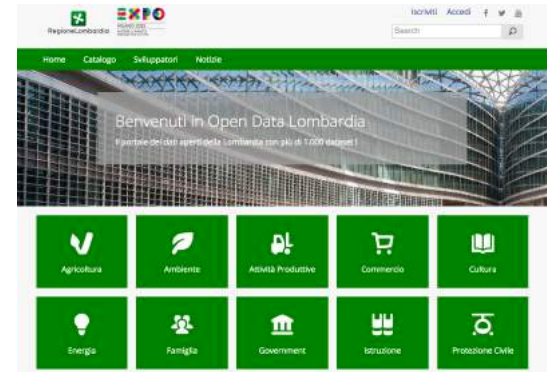 Iscriviti Accedi
RegioneLombardia
EXPO
MILANO 2015
Search
Home Catalogo Sviluppatori Notizie
Benvenuti in Open Data Lombardia
Il portale dei dati aperti della Lombardia con più di 1.000 dataset !
Agricoltura Ambiente Attività Produttive Commercio Cultura
Energia Famiglia Government Istruzione Protezione Civile